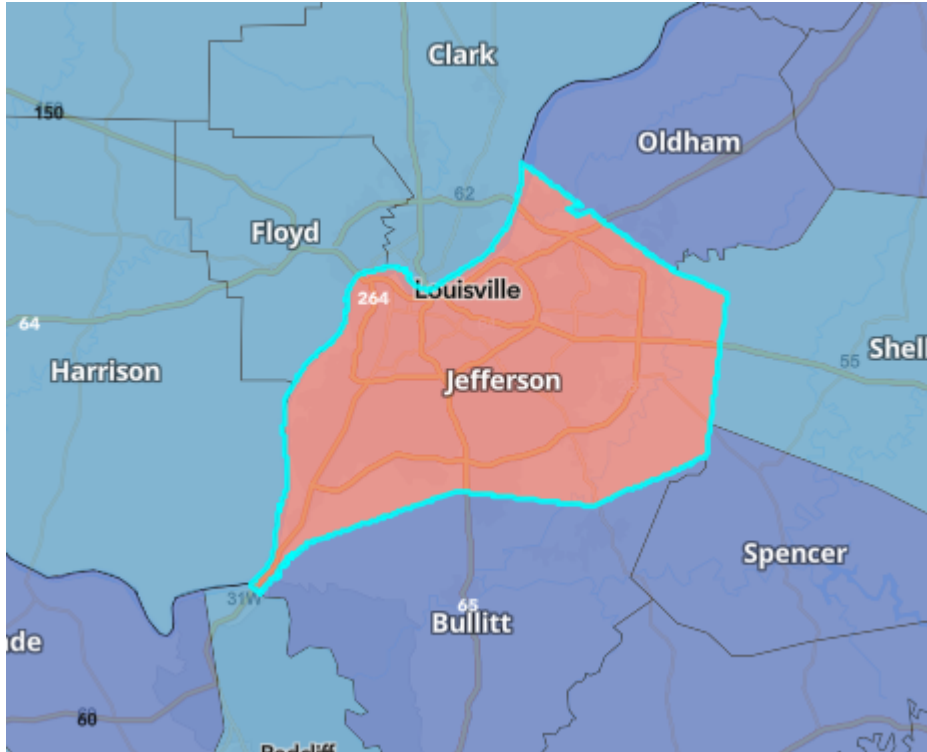 Clark
150
Oldham
62
Floyd
Louisville
264
64
Harrison
Jefferson
Shel
55
Spencer
31W
65
Bullitt
de
60